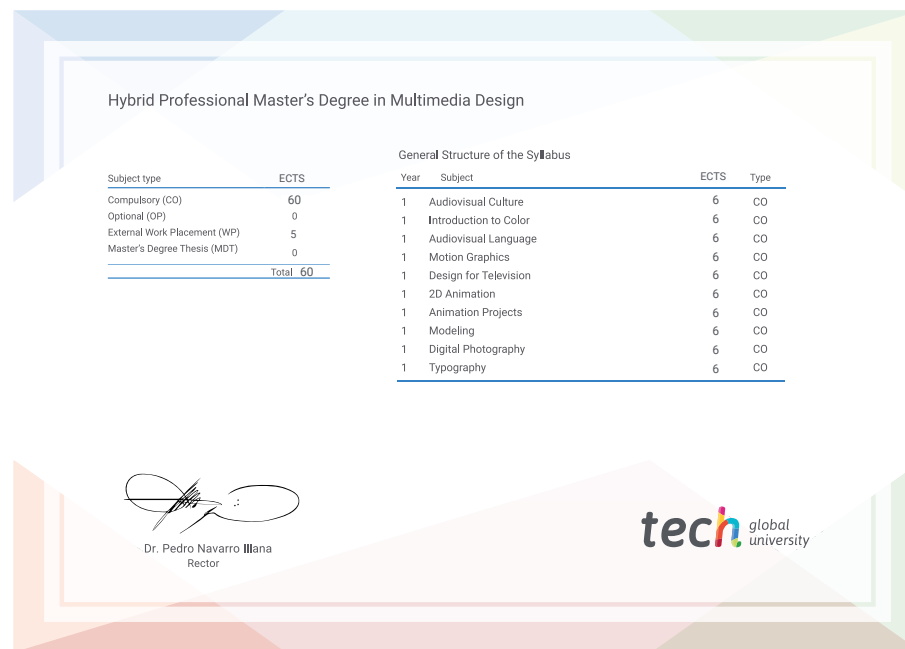 Hybrid Professional Master's Degree in Multimedia Design
General Structure of the Syllabus
Subject type ECTS
Compulsory (CO) 60
Optional (OP) 0
External Work Placement (WP) 5
Master's Degree Thesis (MDT) 0
Total 60
Year Subject ECTS Type
1 Audiovisual Culture 6 CO
1 Introduction to Color 6 CO
1 Audiovisual Language 6 CO
1 Motion Graphics 6 CO
1 Design for Television 6 CO
1 2D Animation 6 CO
1 Animation Projects 6 CO
1 Modeling 6 CO
1 Digital Photography 6 CO
1 Typography 6 CO
Dr. Pedro Navarro Illana
Rector
tech global
university